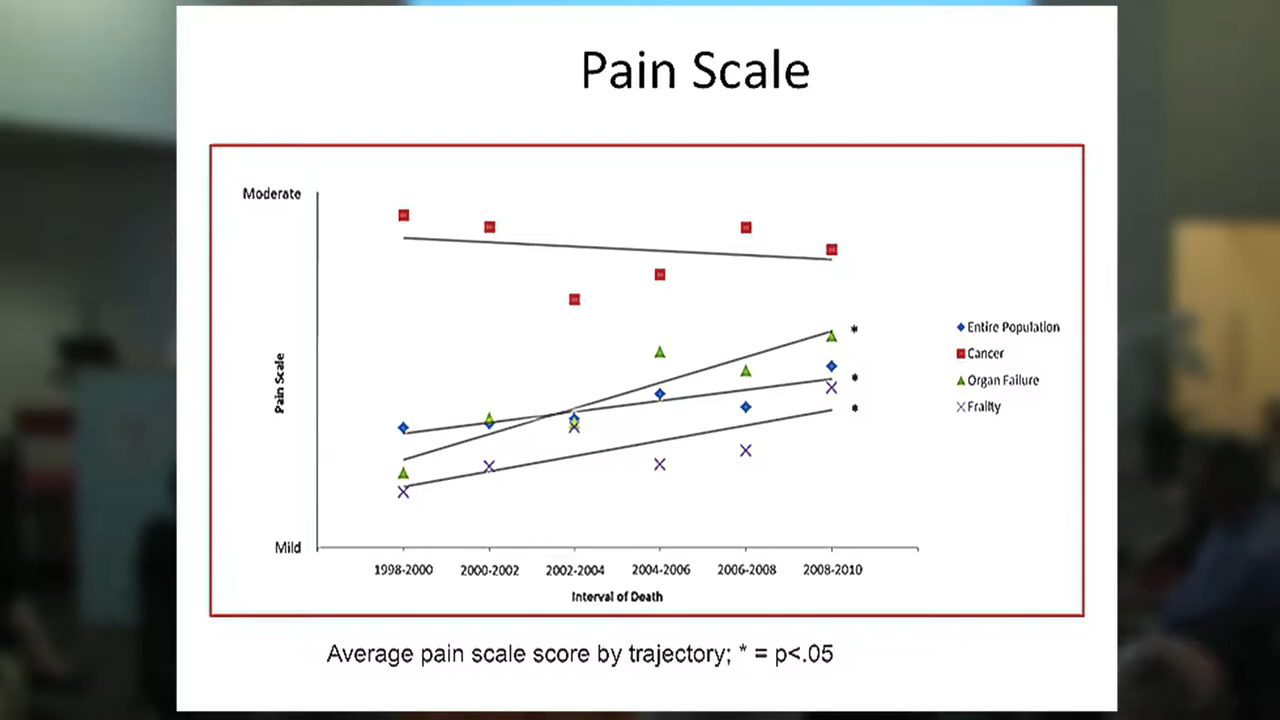 Pain Scale
Moderate
Pain Scale
Mild
1998-2000 2000-2002 2002-2004 2004-2006 2006-2008 2008-2010
Interval of Death
* 
*
*
Entire Population
Cancer
Organ Failure
Frailty
Average pain scale score by trajectory; * = p<.05